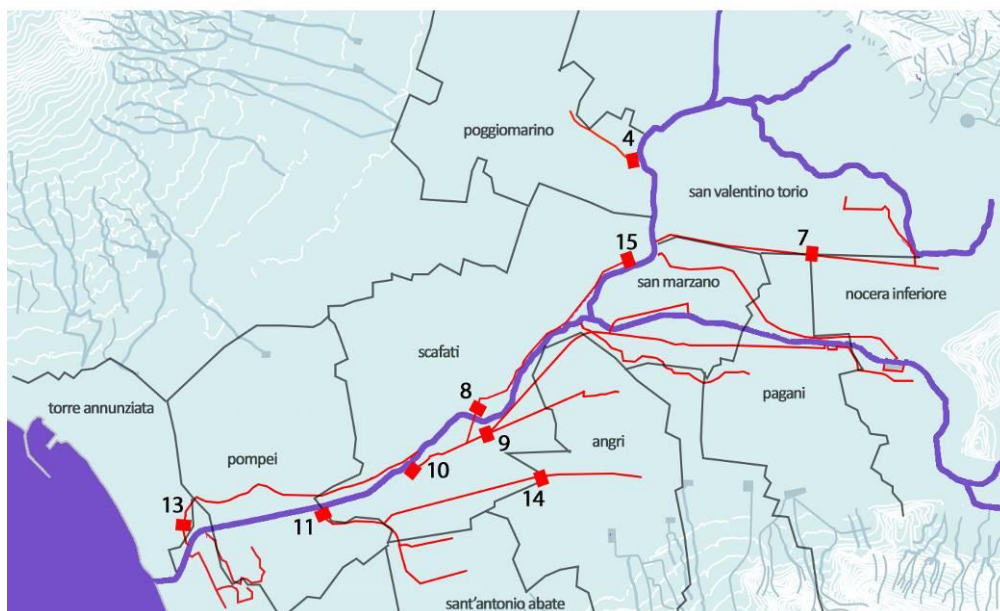 poggiomarino
4
san valentino torio
15
7
san marzano
nocera inferiore
scafati
8
pagani
torre annunziata
9
angri
pompei
10
14
13
11
sant'antonio abate